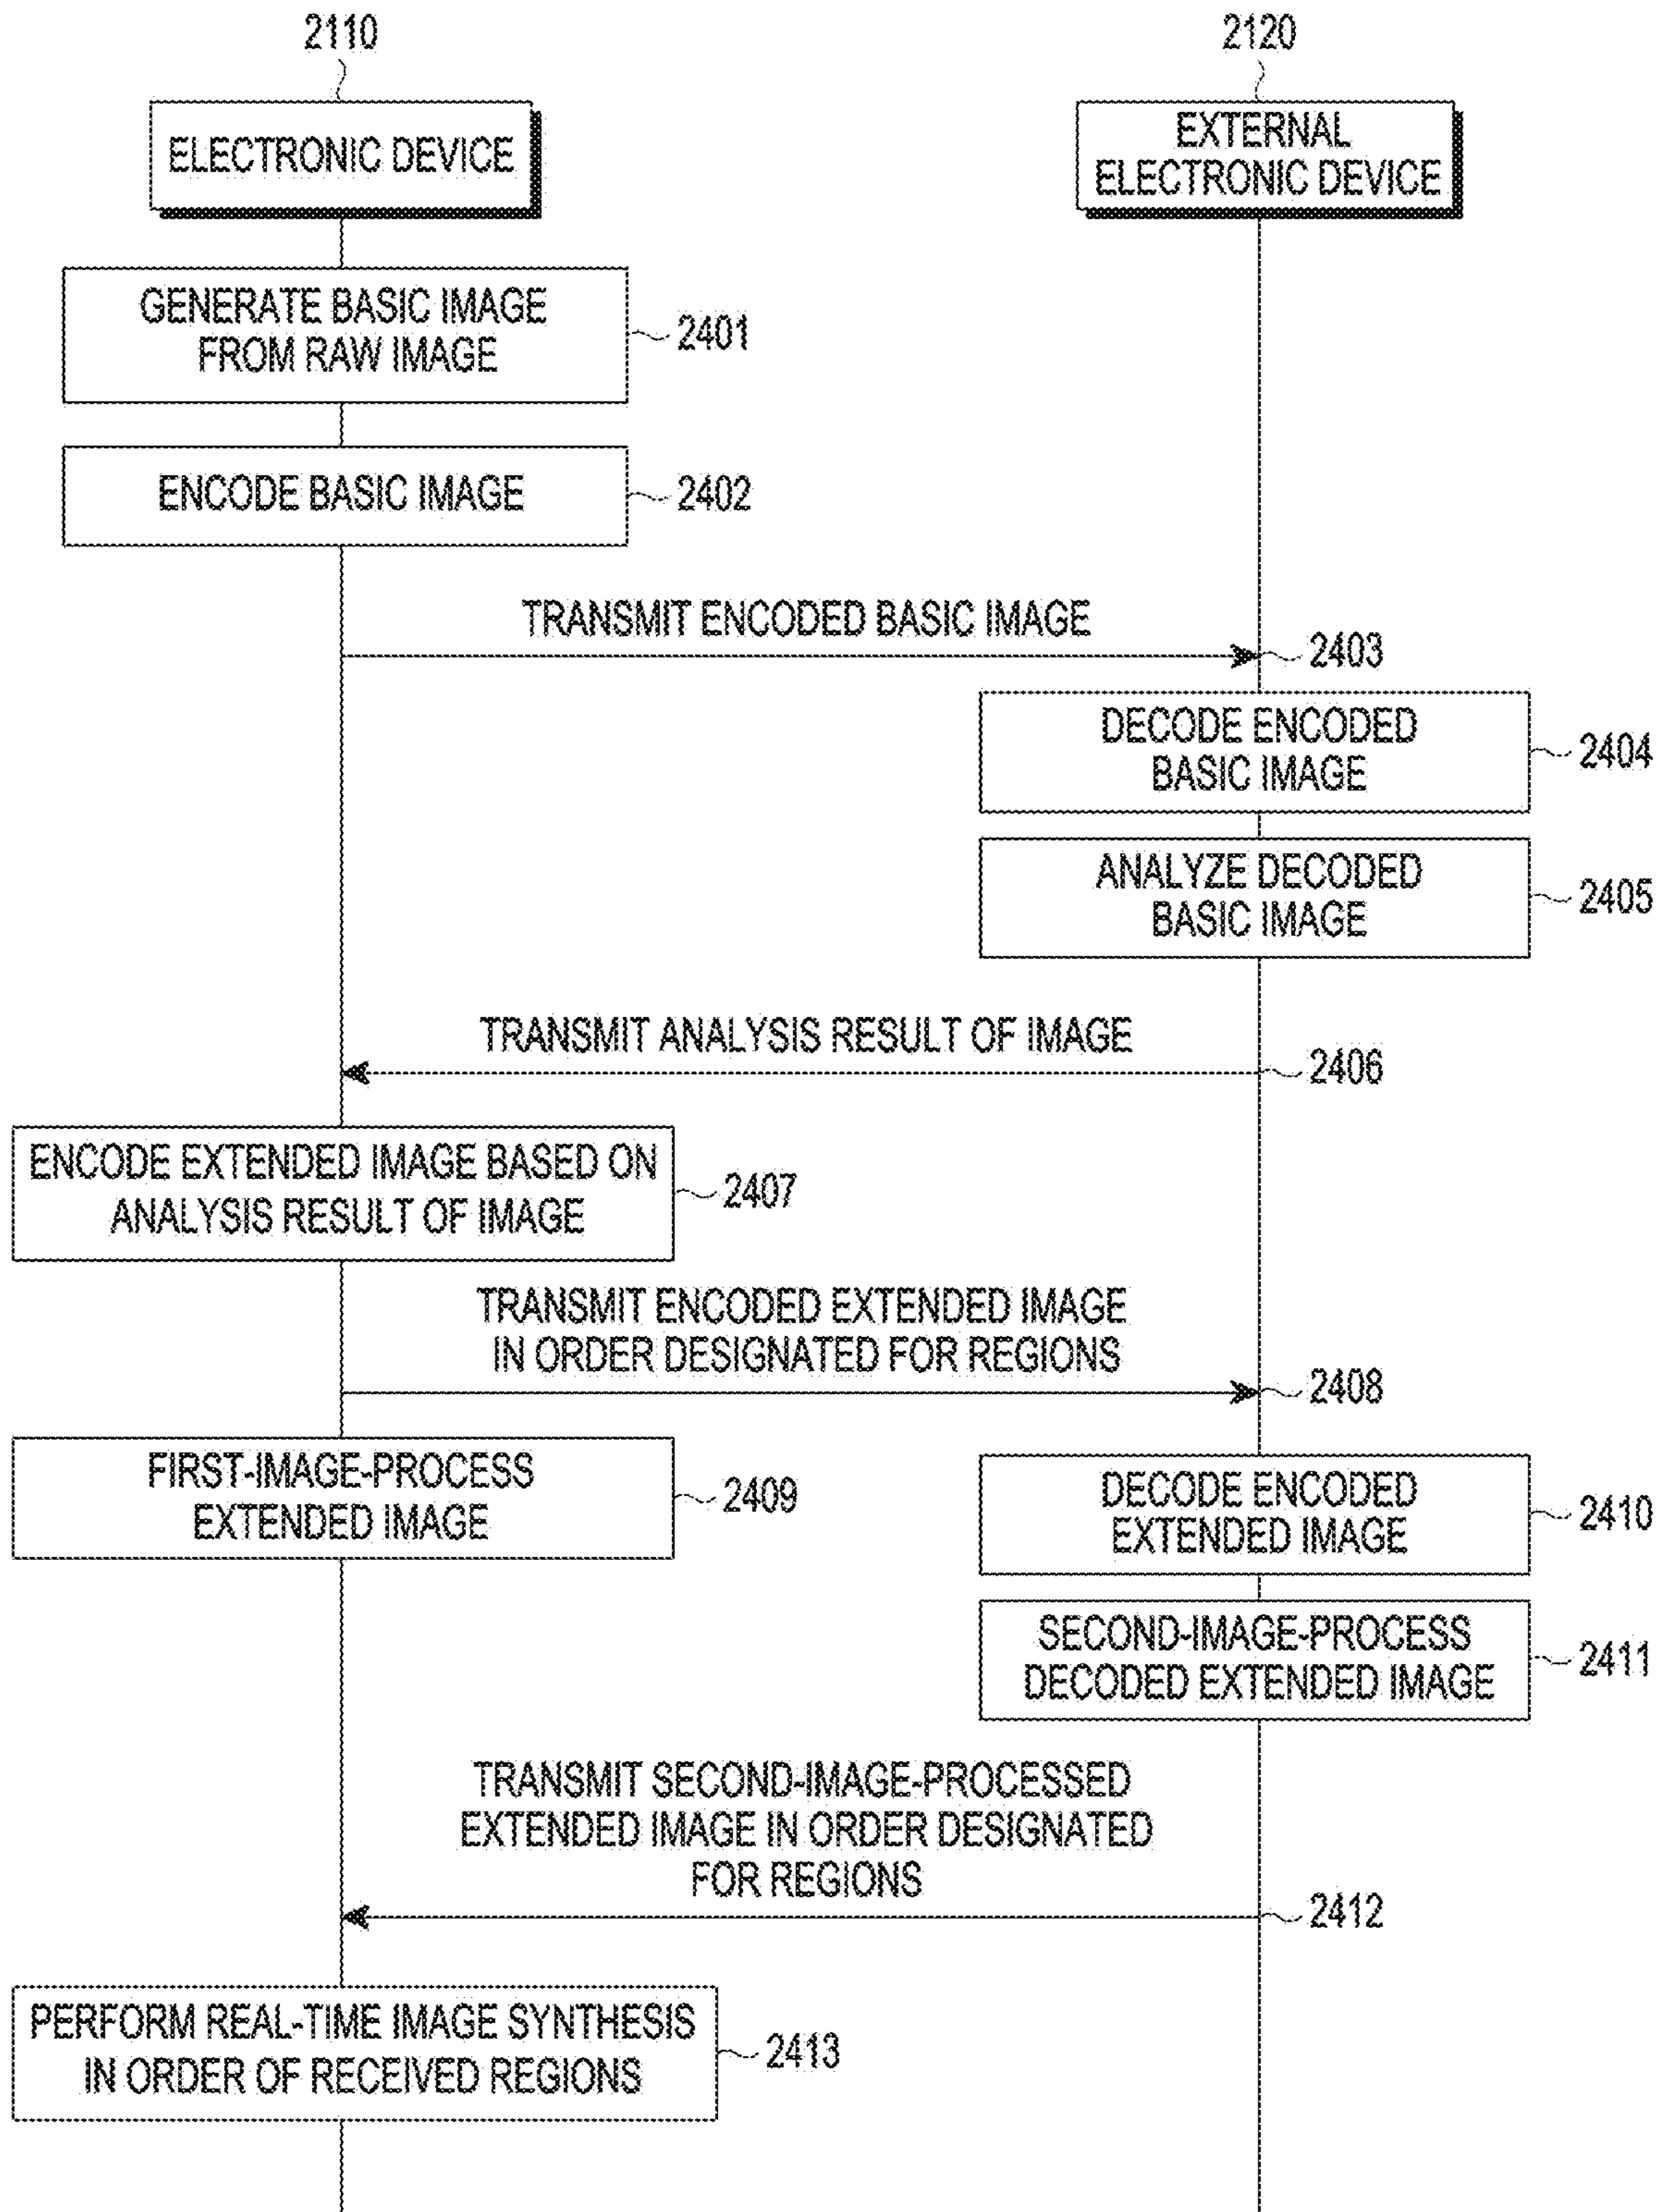 2110
2120
ELECTRONIC DEVICE
EXTERNAL
ELECTRONIC DEVICE
GENERATE BASIC IMAGE
FROM RAW IMAGE
2401
ENCODE BASIC IMAGE
2402
TRANSMIT ENCODED BASIC IMAGE
2403
DECODE ENCODED
BASIC IMAGE
2404
ANALYZE DECODED
BASIC IMAGE
2405
TRANSMIT ANALYSIS RESULT OF IMAGE
2406
ENCODE EXTENDED IMAGE BASED ON
ANALYSIS RESULT OF IMAGE
2407
TRANSMIT ENCODED EXTENDED IMAGE
IN ORDER DESIGNATED FOR REGIONS
2408
FIRST-IMAGE-PROCESS
EXTENDED IMAGE
2409
DECODE ENCODED
EXTENDED IMAGE
2410
SECOND-IMAGE-PROCESS
DECODED EXTENDED IMAGE
2411
TRANSMIT SECOND-IMAGE-PROCESSED
EXTENDED IMAGE IN ORDER DESIGNATED
FOR REGIONS
2412
PERFORM REAL-TIME IMAGE SYNTHESIS
IN ORDER OF RECEIVED REGIONS
2413